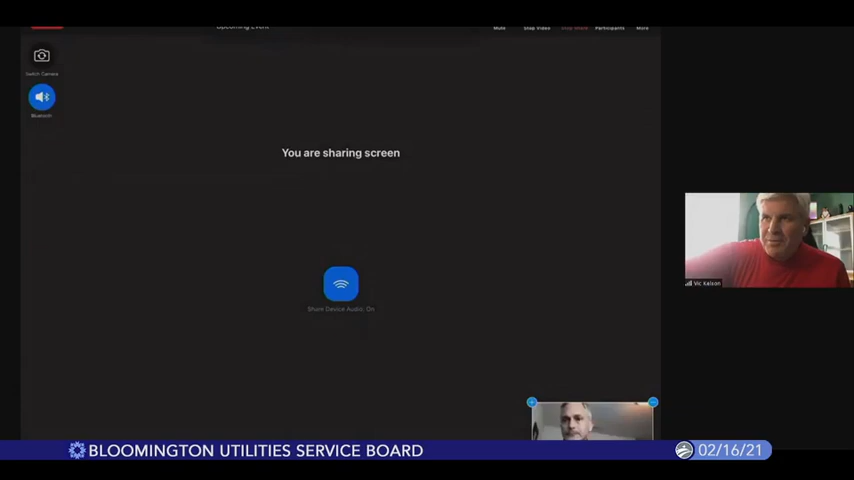 Upcoming Event
Mute Stop Video Stop Share Participants More
Switch Camera
Bluetooth
You are sharing screen
Share Device Audio: On
Vic Kelson
BLOOMINGTON UTILITIES SERVICE BOARD
02/16/21